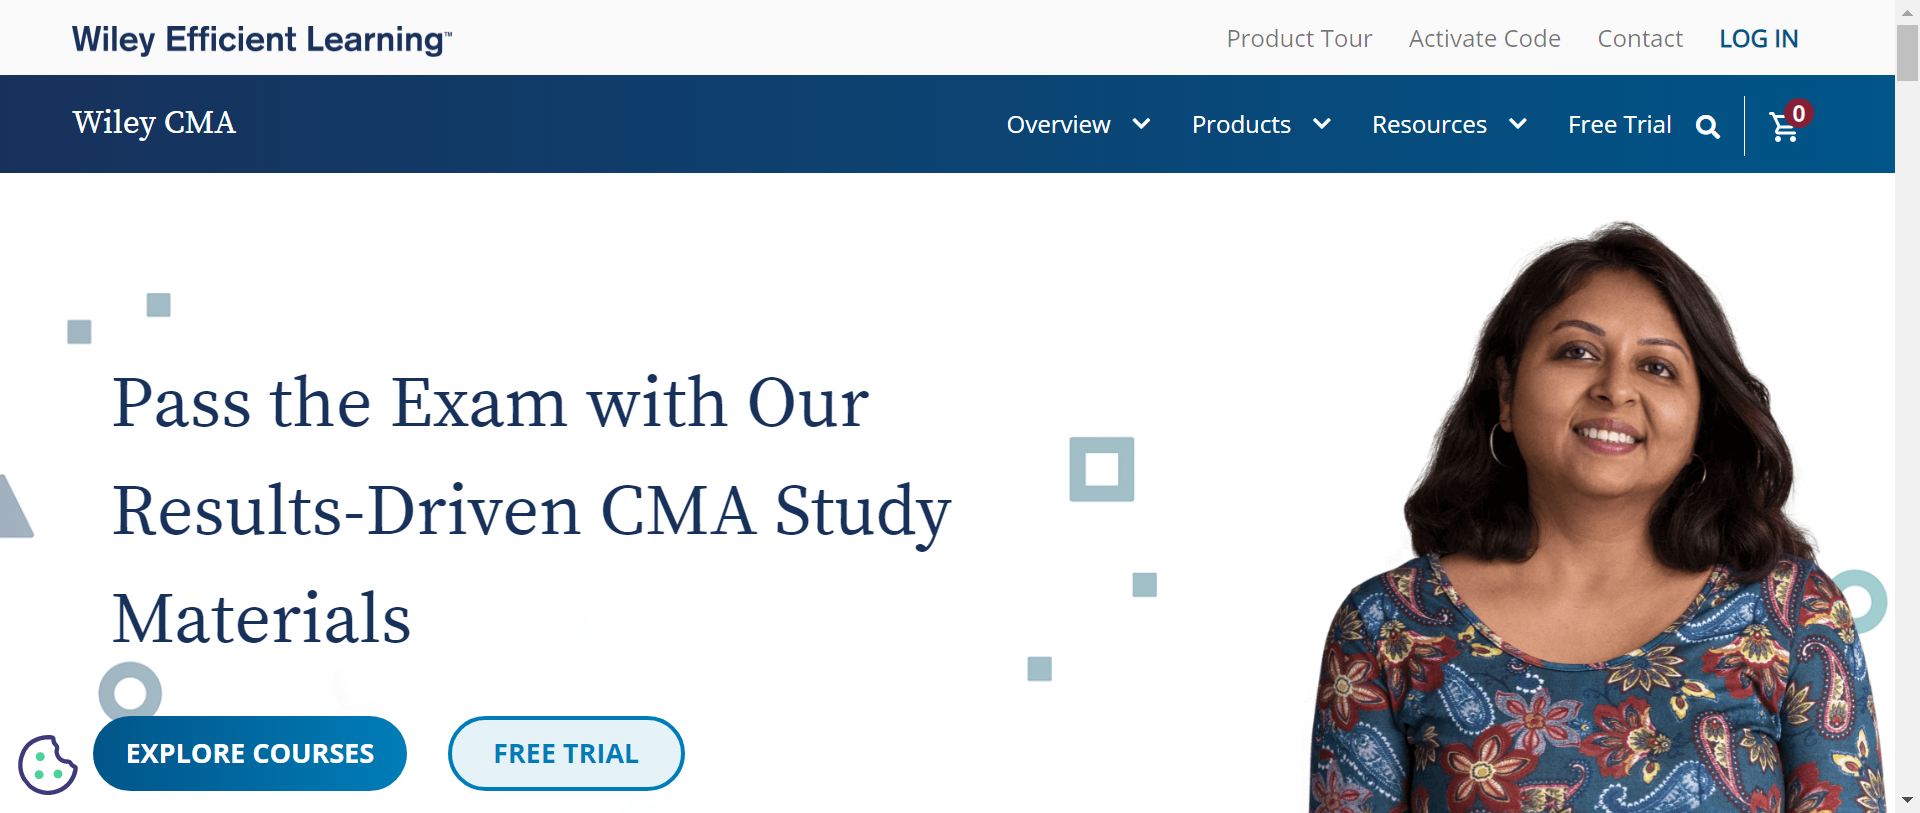 Wiley Efficient Learning™
Product Tour Activate Code Contact LOG IN
Wiley CMA
Overview Products Resources Free Trial 0
Pass the Exam with Our
Results-Driven CMA Study
Materials
EXPLORE COURSES FREE TRIAL